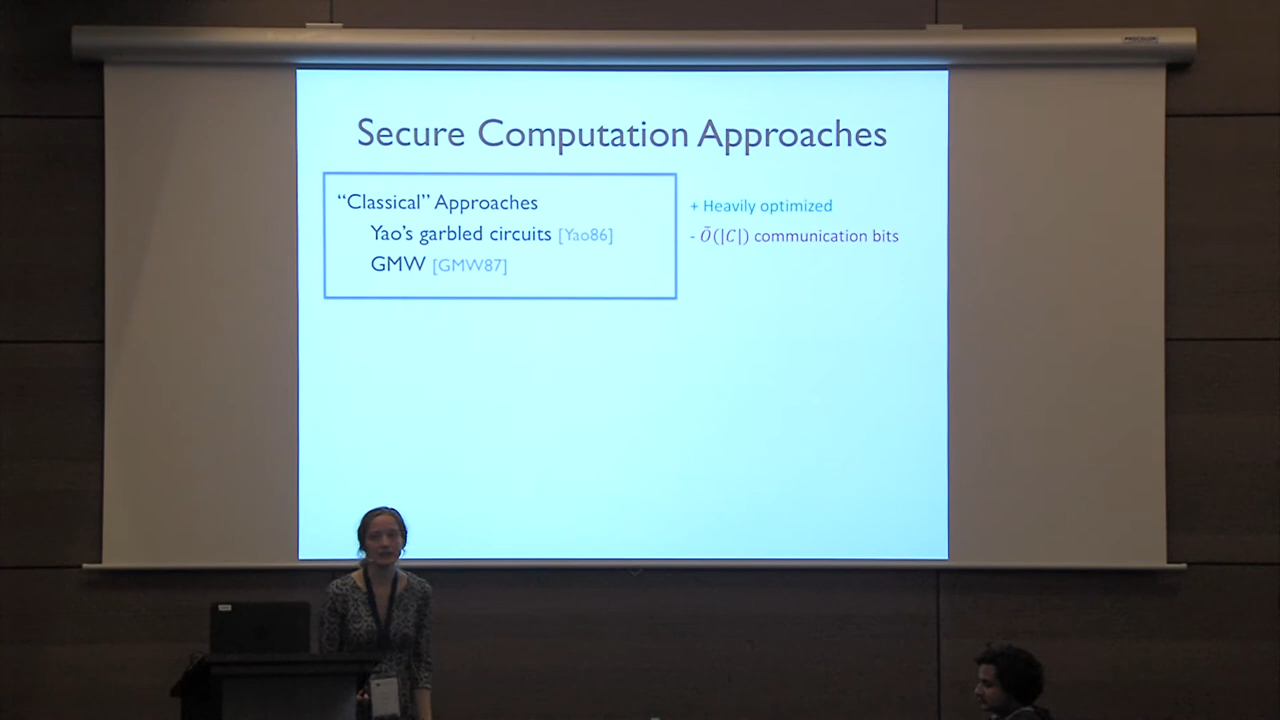 Secure Computation Approaches
“Classical” Approaches
Yao’s garbled circuits [Yao86]
GMW [GMW87]
+ Heavily optimized
- Õ(|C|) communication bits